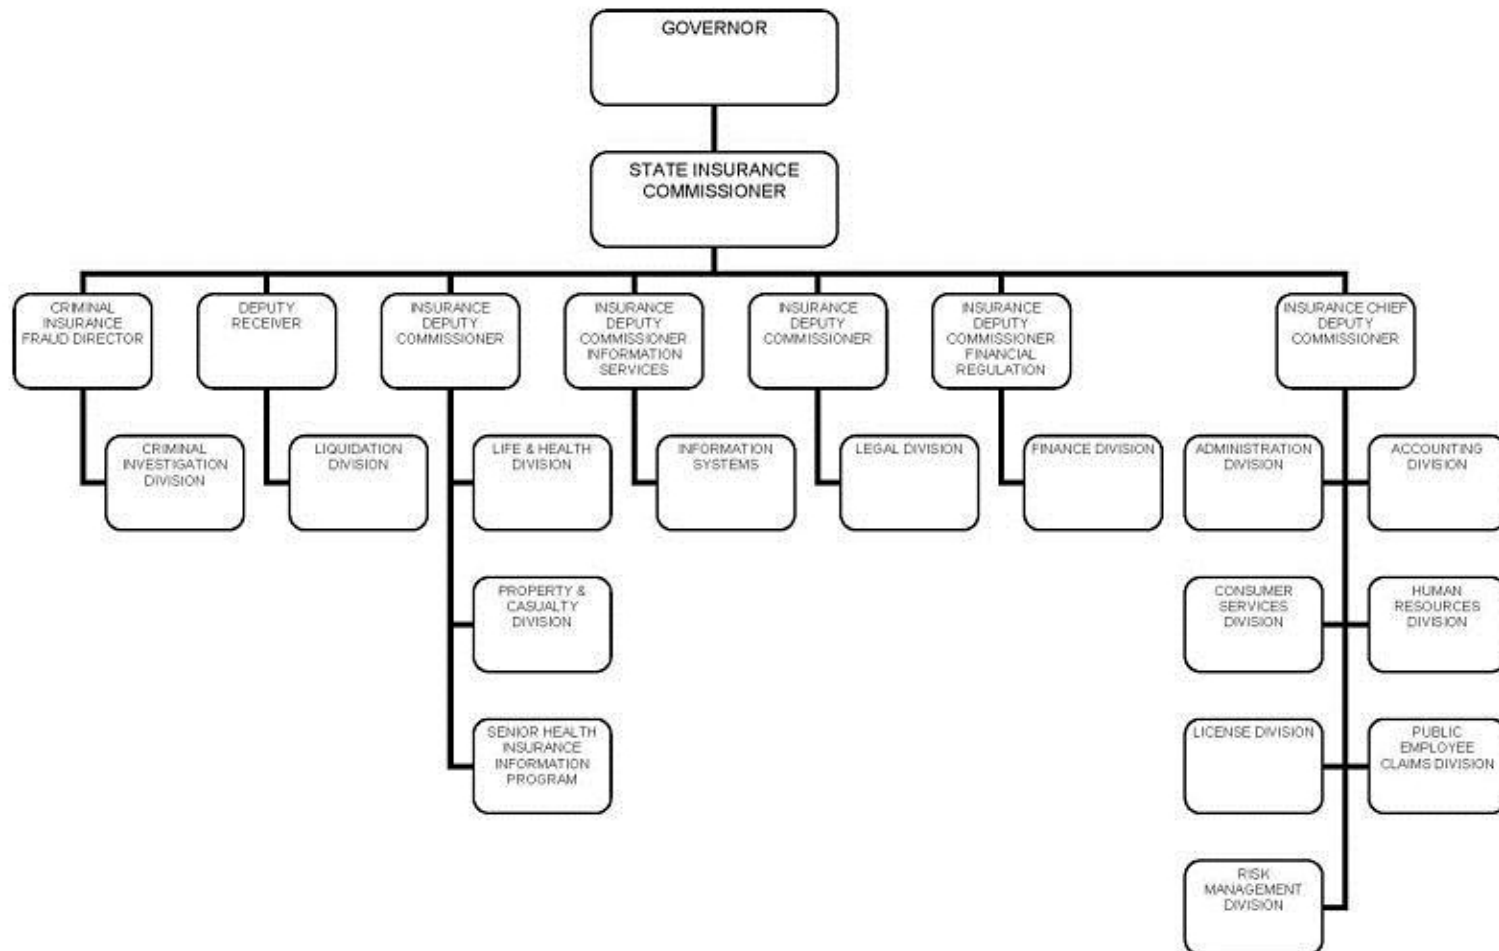 GOVERNOR
STATE INSURANCE
COMMISSIONER
CRIMINAL
INSURANCE
FRAUD DIRECTOR
DEPUTY
RECEIVER
INSURANCE
DEPUTY
COMMISSIONER
INSURANCE
DEPUTY
COMMISSIONER
INFORMATION
SERVICES
INSURANCE
DEPUTY
COMMISSIONER
INSURANCE
DEPUTY
COMMISSIONER
FINANCIAL
REGULATION
INSURANCE CHIEF
DEPUTY
COMMISSIONER
CRIMINAL
INVESTIGATION
DIVISION
LIQUIDATION
DIVISION
LIFE & HEALTH
DIVISION
INFORMATION
SYSTEMS
LEGAL DIVISION
FINANCE DIVISION
ADMINISTRATION
DIVISION
ACCOUNTING
DIVISION
PROPERTY &
CASUALTY
DIVISION
CONSUMER
SERVICES
DIVISION
HUMAN
RESOURCES
DIVISION
SENIOR HEALTH
INSURANCE
INFORMATION
PROGRAM
LICENSE DIVISION
PUBLIC
EMPLOYEE
CLAIMS DIVISION
RISK
MANAGEMENT
DIVISION